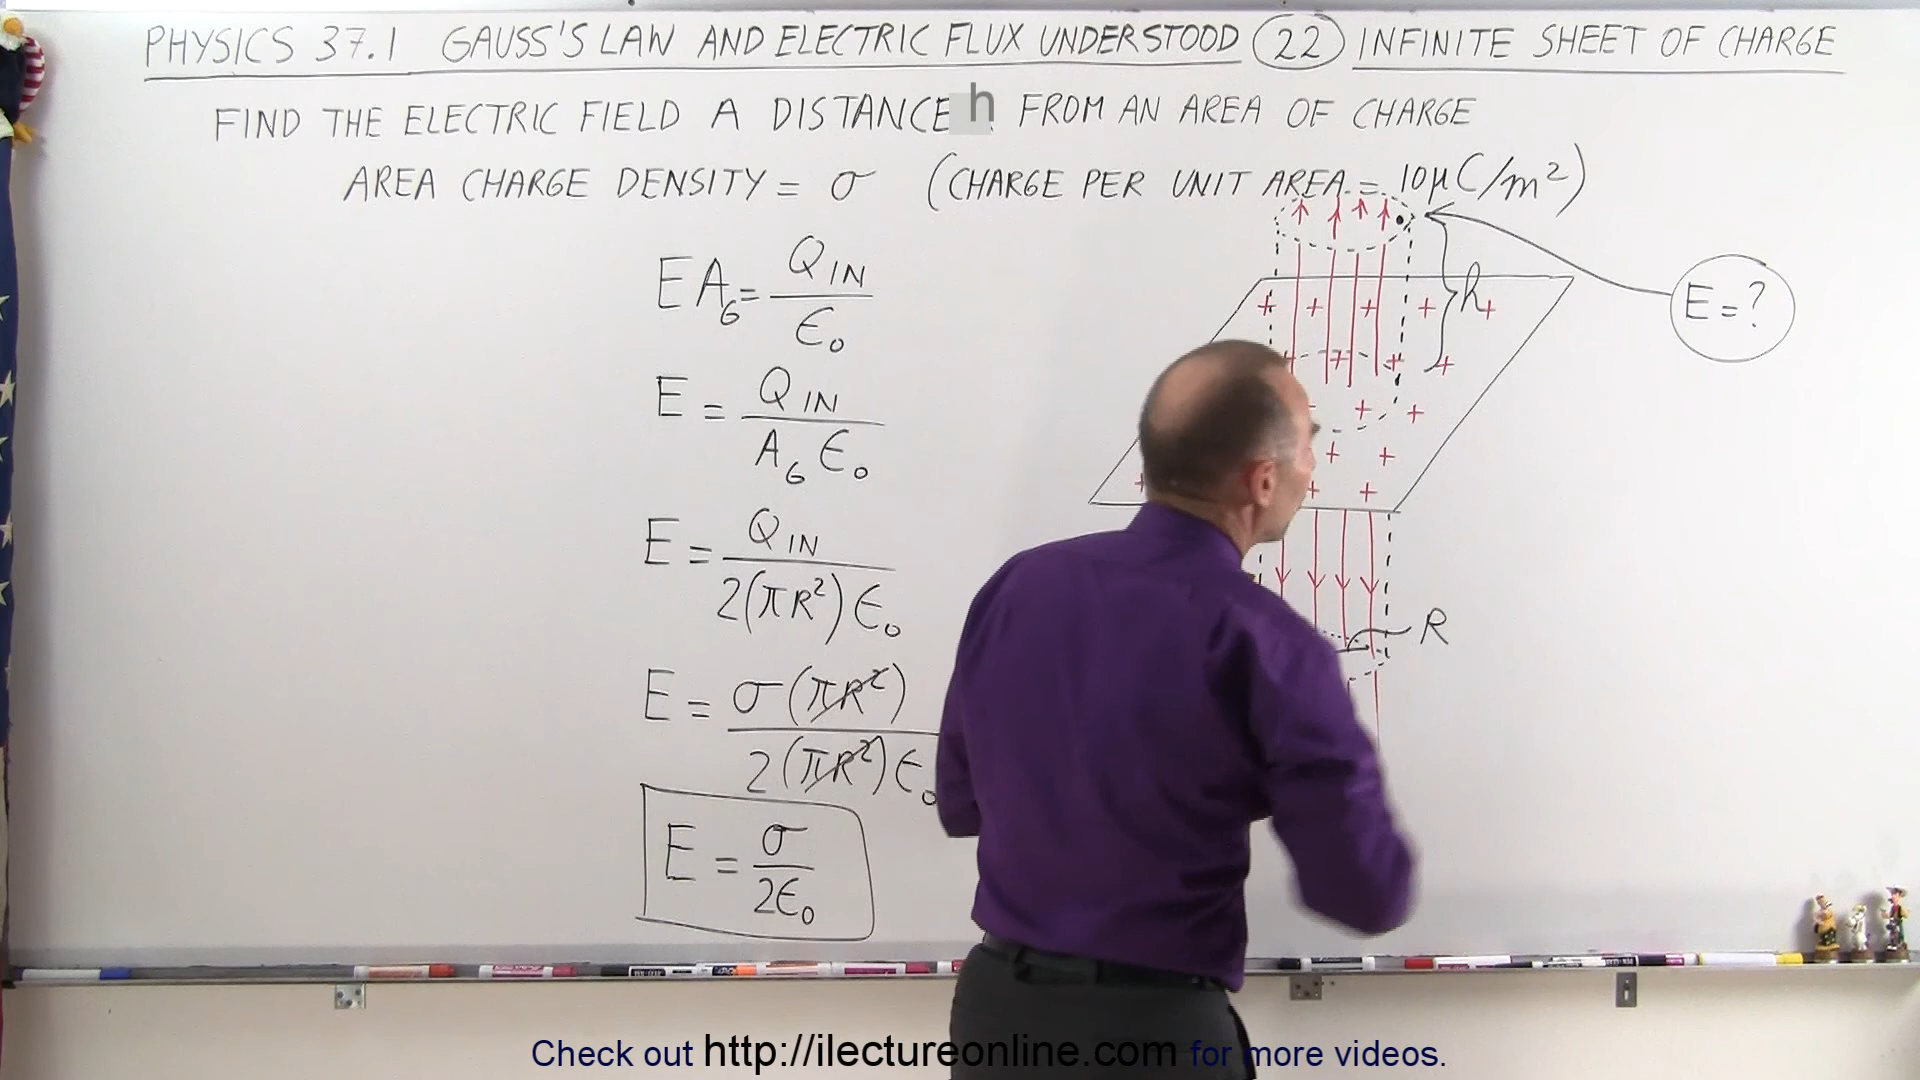 PHYSICS 37.1 GAUSS'S LAW AND ELECTRIC FLUX UNDERSTOOD 22 INFINITE SHEET OF CHARGE
FIND THE ELECTRIC FIELD A DISTANCE h FROM AN AREA OF CHARGE
AREA CHARGE DENSITY = σ (CHARGE PER UNIT AREA = 10μC/m²)
E A_G = Q_IN / ϵ₀
E = Q_IN / A_G ϵ₀
E = Q_IN / 2(πR²)ϵ₀
E = σ(πR²) / 2(πR²)ϵ₀
E = σ / 2ϵ₀
h
E = ?
R
Check out http://ilectureonline.com for more videos.